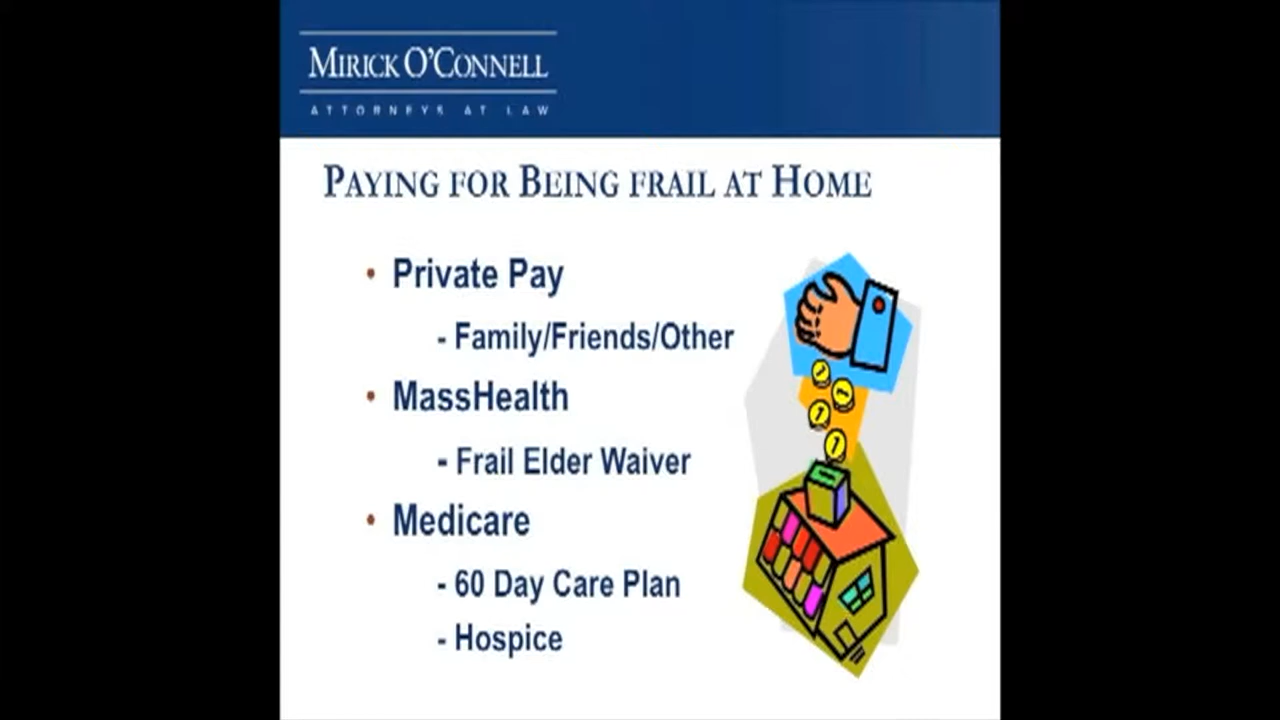 MIRICK O'CONNELL
ATTORNEYS AT LAW
PAYING FOR BEING FRAIL AT HOME
• Private Pay
- Family/Friends/Other
• MassHealth
- Frail Elder Waiver
• Medicare
- 60 Day Care Plan
- Hospice